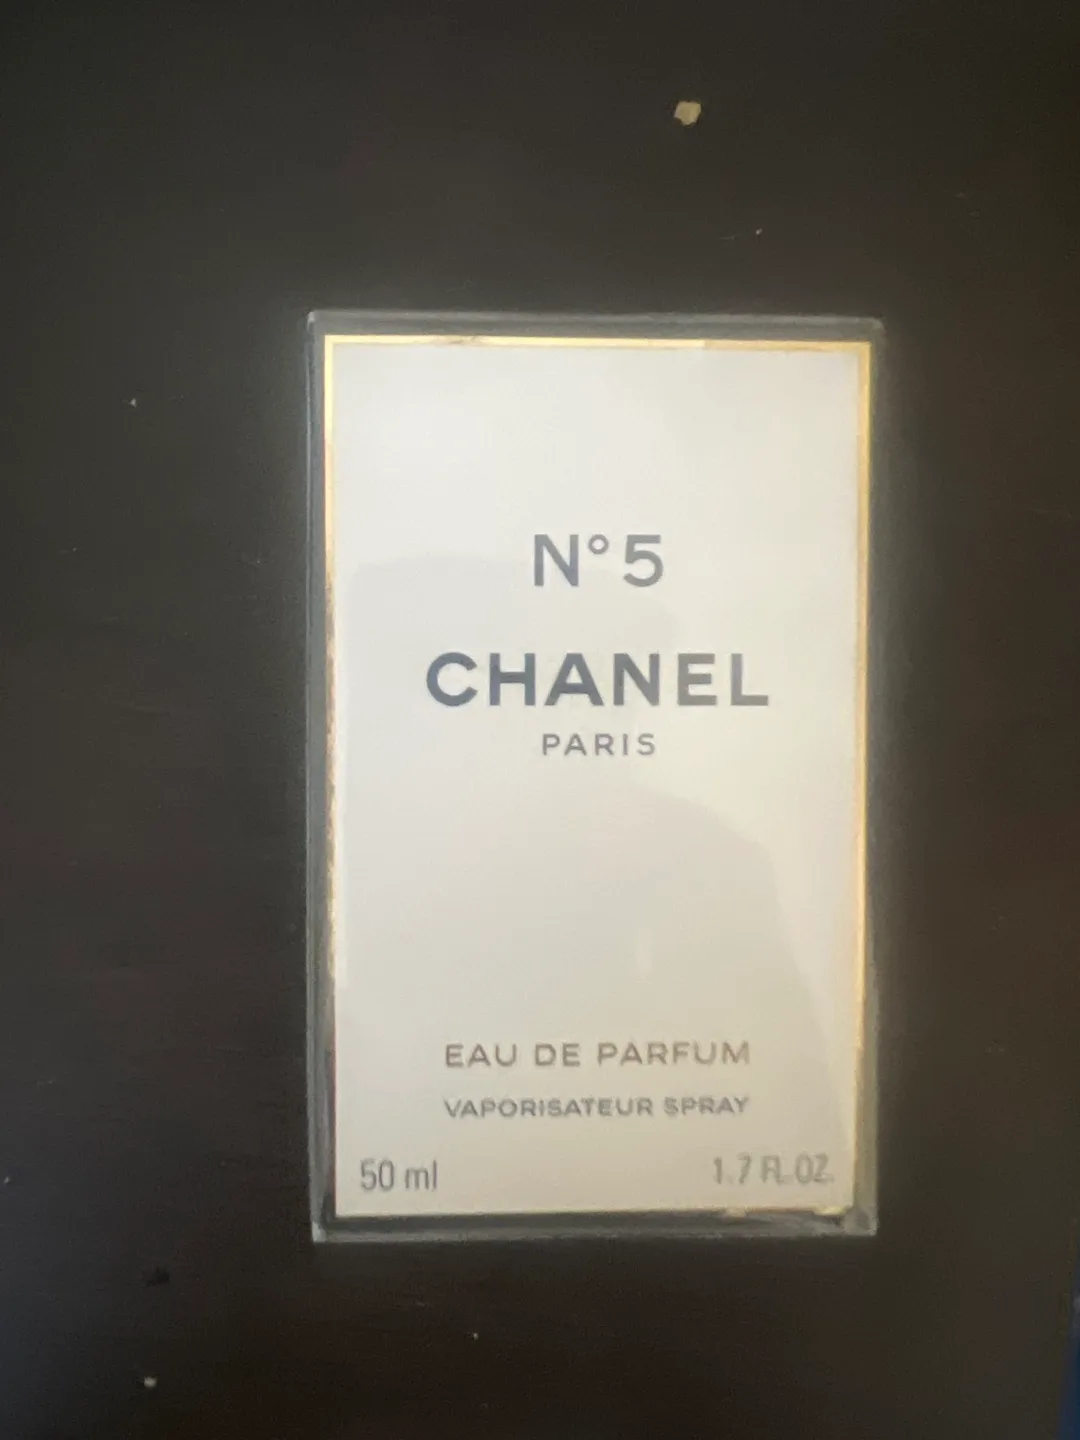 N°5
CHANEL
PARIS
EAU DE PARFUM
VAPORISATEUR SPRAY
50 ml 1.7 FL. OZ.